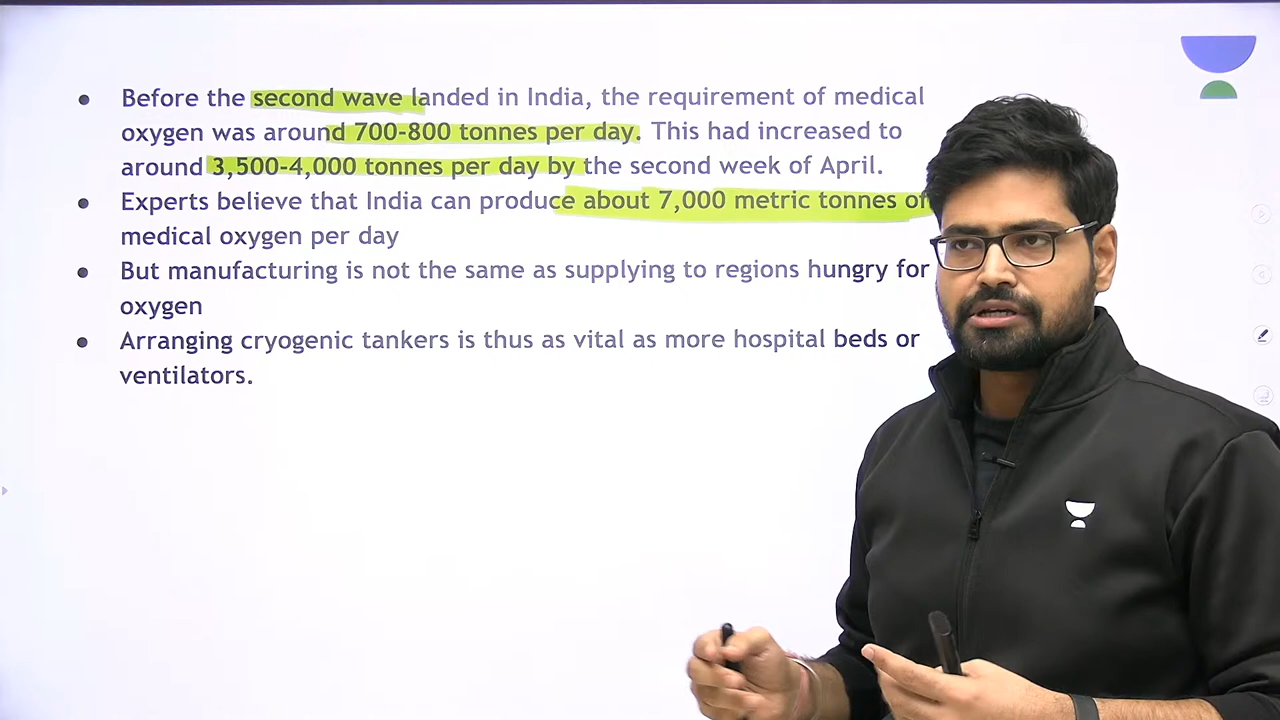 Before the second wave landed in India, the requirement of medical
oxygen was around 700-800 tonnes per day. This had increased to
around 3,500-4,000 tonnes per day by the second week of April.
Experts believe that India can produce about 7,000 metric tonnes of
medical oxygen per day
But manufacturing is not the same as supplying to regions hungry for
oxygen
Arranging cryogenic tankers is thus as vital as more hospital beds or
ventilators.